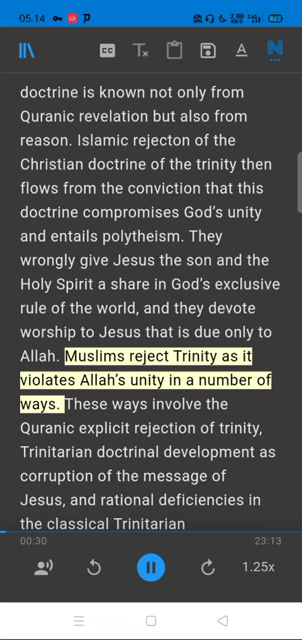 05.14
doctrine is known not only from
Quranic revelation but also from
reason. Islamic rejecton of the
Christian doctrine of the trinity then
flows from the conviction that this
doctrine compromises God's unity
and entails polytheism. They
wrongly give Jesus the son and the
Holy Spirit a share in God's exclusive
rule of the world, and they devote
worship to Jesus that is due only to
Allah. Muslims reject Trinity as it
violates Allah's unity in a number of
ways. These ways involve the
Quranic explicit rejection of trinity,
Trinitarian doctrinal development as
corruption of the message of
Jesus, and rational deficiencies in
the classical Trinitarian
00:30 23:13
1.25x